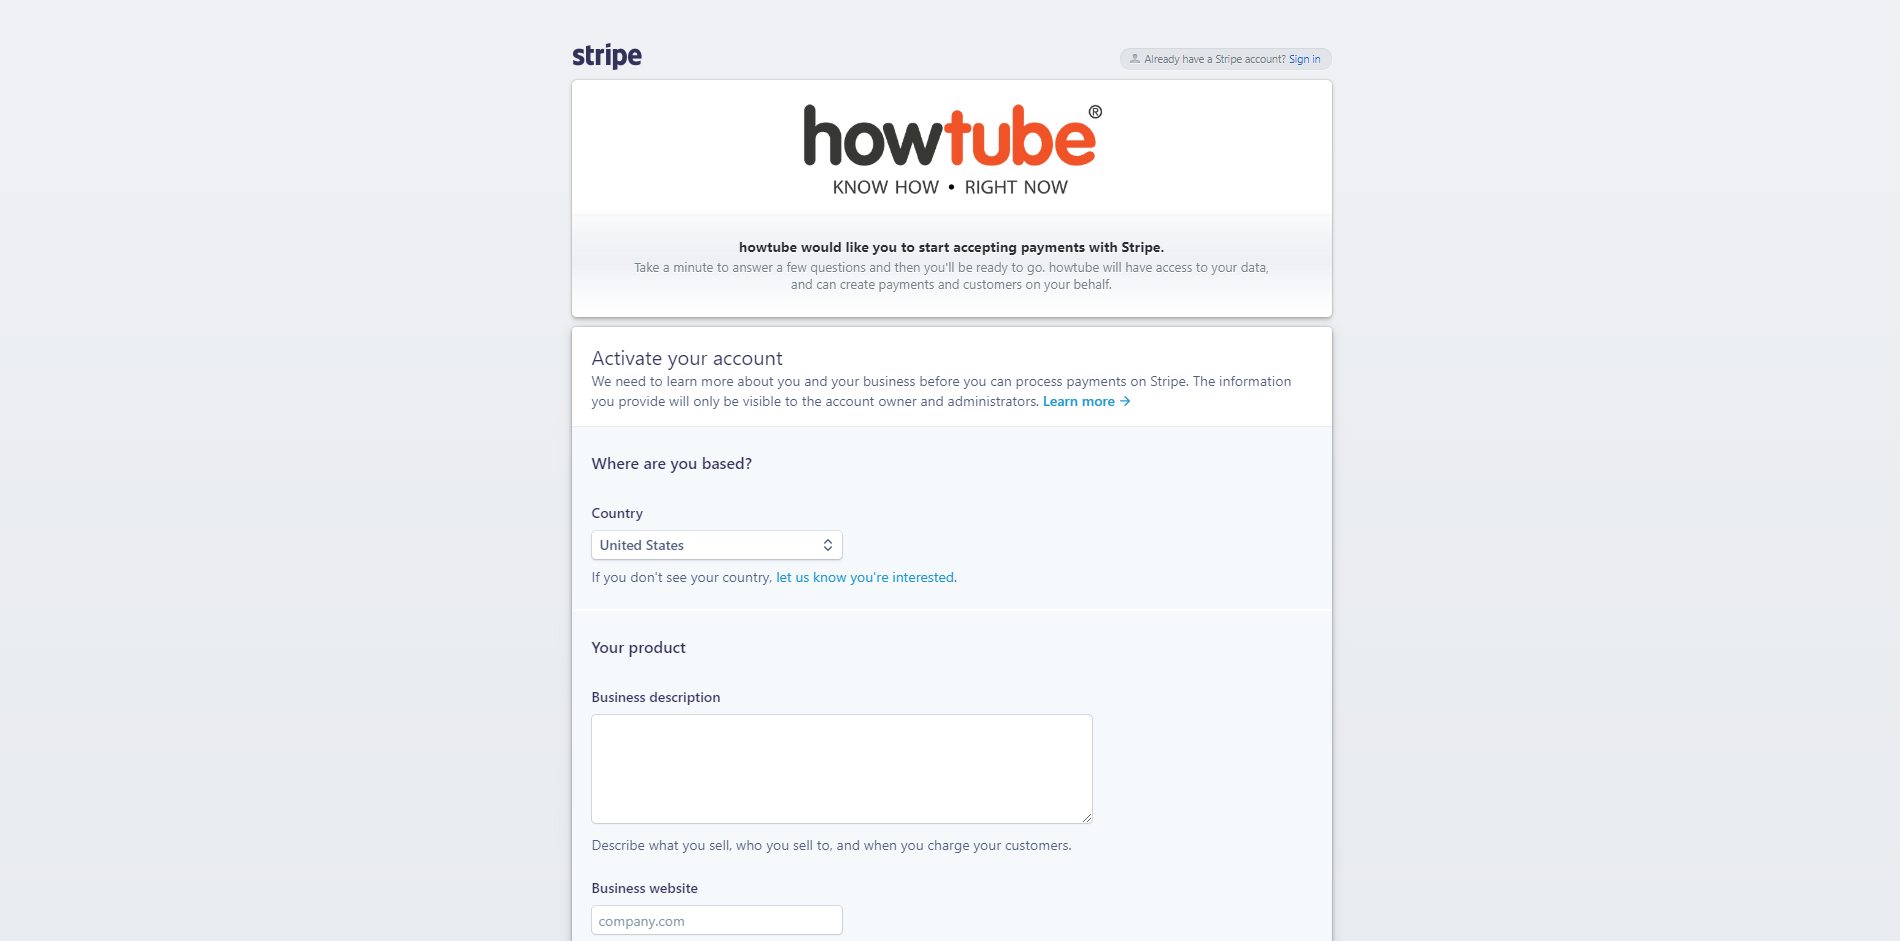 stripe
Already have a Stripe account? Sign in
howtube®
KNOW HOW • RIGHT NOW
howtube would like you to start accepting payments with Stripe.
Take a minute to answer a few questions and then you'll be ready to go. howtube will have access to your data,
and can create payments and customers on your behalf.
Activate your account
We need to learn more about you and your business before you can process payments on Stripe. The information
you provide will only be visible to the account owner and administrators. Learn more →
Where are you based?
Country
United States
If you don't see your country, let us know you're interested.
Your product
Business description
Describe what you sell, who you sell to, and when you charge your customers.
Business website
company.com